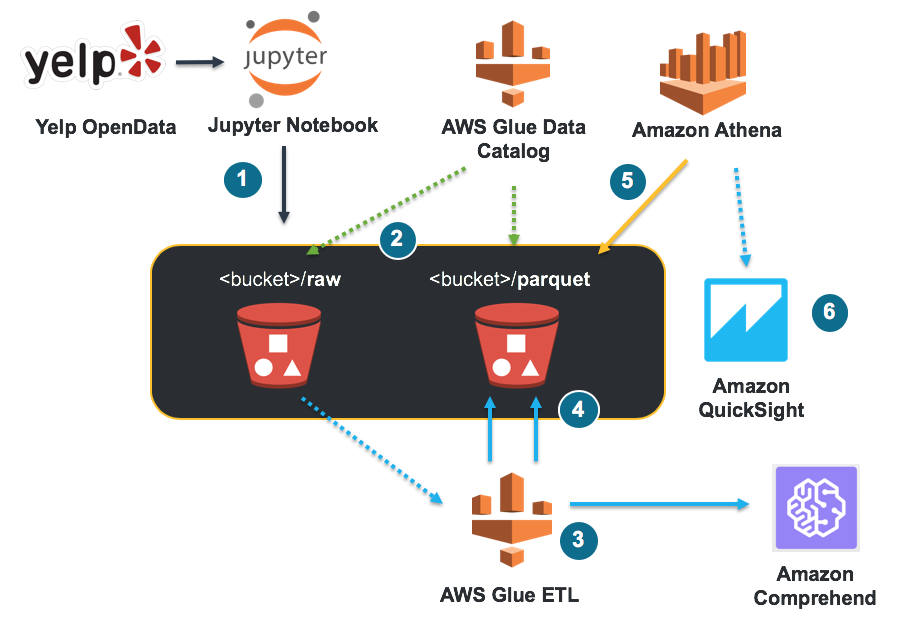 yelp
jupyter
Yelp OpenData
Jupyter Notebook
AWS Glue Data
Catalog
Amazon Athena
1
2
5
<bucket>/raw
<bucket>/parquet
6
Amazon
QuickSight
4
3
AWS Glue ETL
Amazon
Comprehend